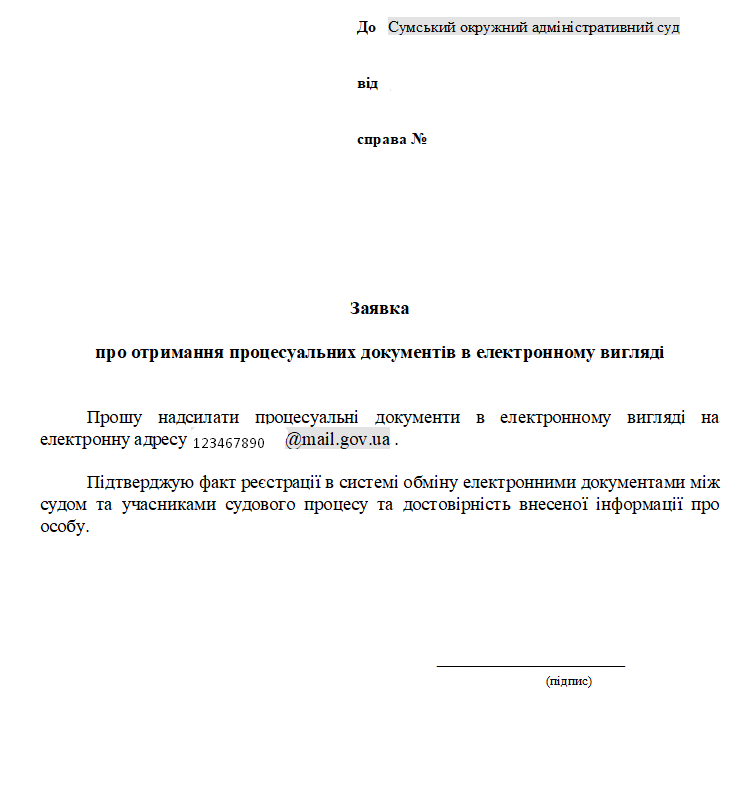 До Сумський окружний адміністративний суд
від
справа №
Заявка
про отримання процесуальних документів в електронному вигляді
Прошу надсилати процесуальні документи в електронному вигляді на
електронну адресу 123467890 @mail.gov.ua .
Підтверджую факт реєстрації в системі обміну електронними документами між
судом та учасниками судового процесу та достовірність внесеної інформації про
особу.
(підпис)